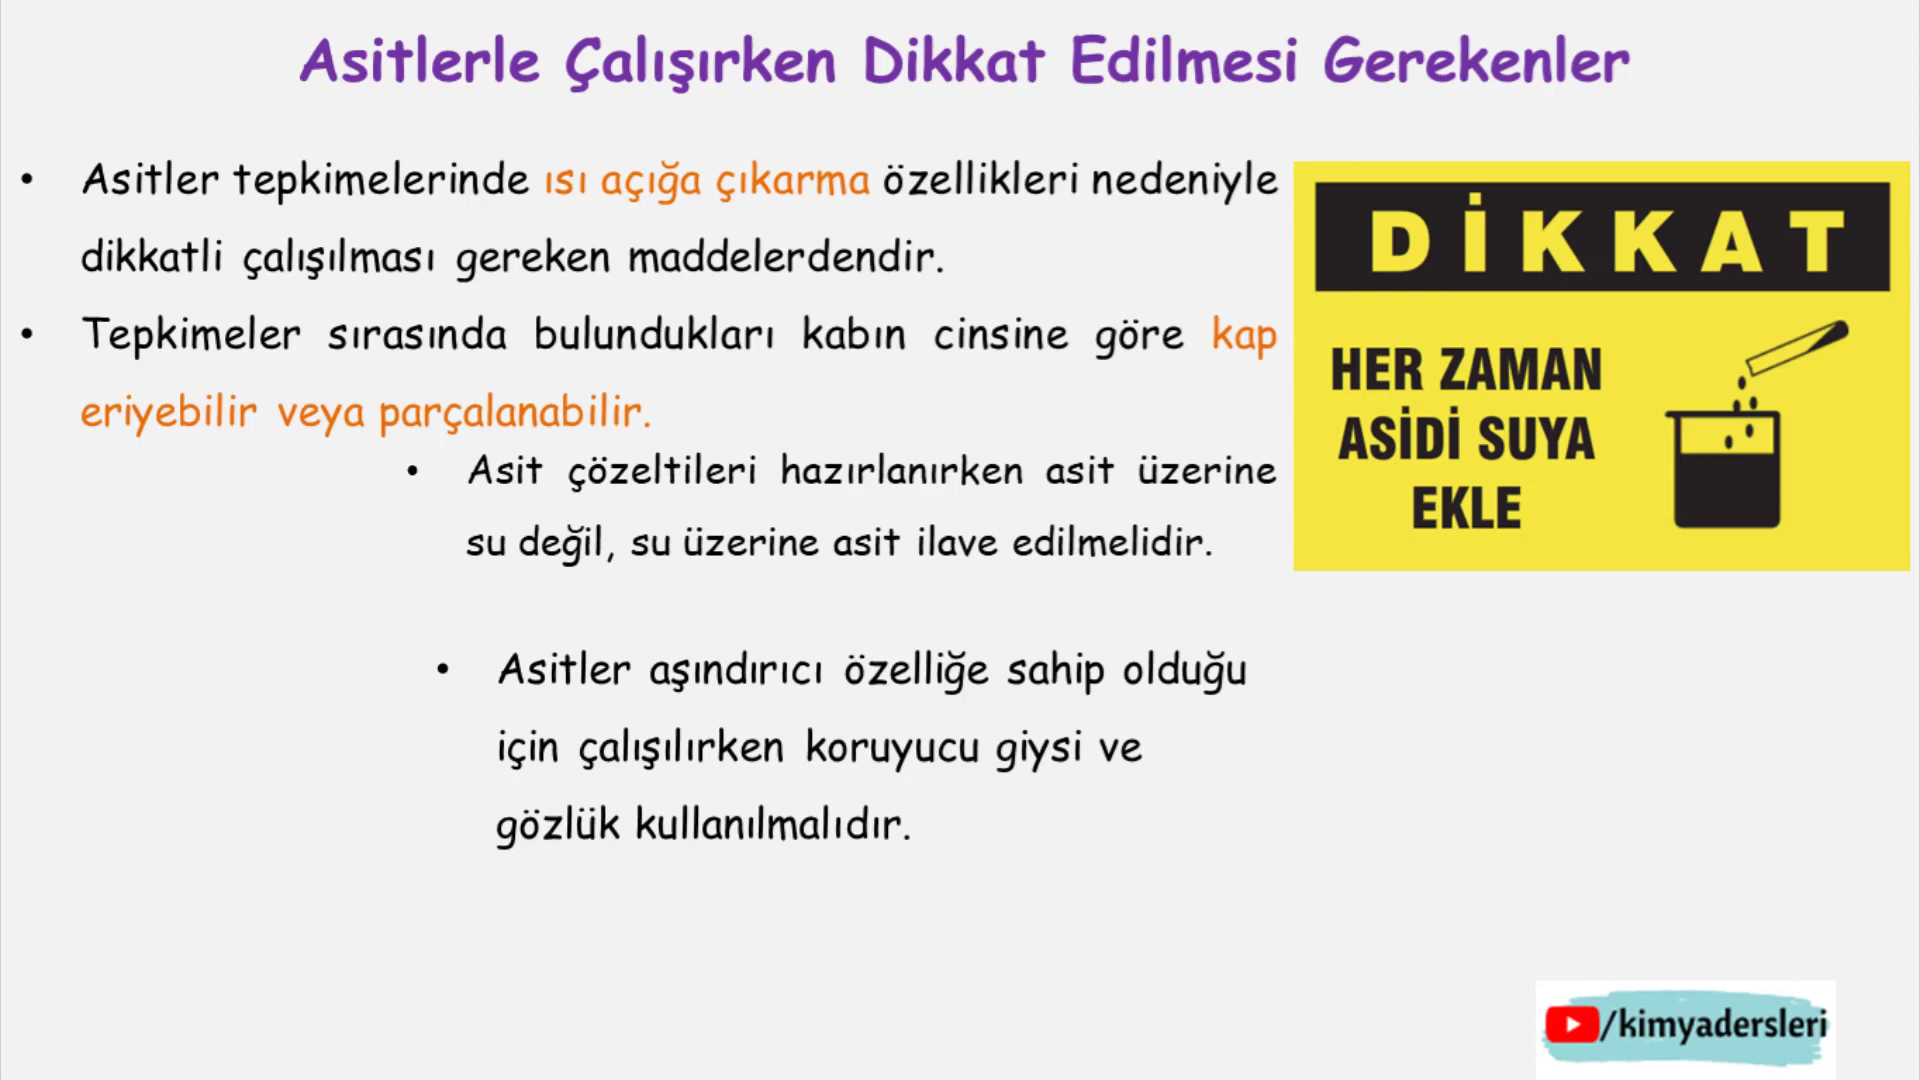 Asitlerle Çalışırken Dikkat Edilmesi Gerekenler
• Asitler tepkimelerinde ısı açığa çıkarma özellikleri nedeniyle
dikkatli çalışılması gereken maddelerdendir.
• Tepkimeler sırasında bulundukları kabın cinsine göre kap
eriyebilir veya parçalanabilir.
• Asit çözeltileri hazırlanırken asit üzerine
su değil, su üzerine asit ilave edilmelidir.
• Asitler aşındırıcı özelliğe sahip olduğu
için çalışılırken koruyucu giysi ve
gözlük kullanılmalıdır.
DİKKAT
HER ZAMAN
ASİDİ SUYA
EKLE
/kimyadersleri